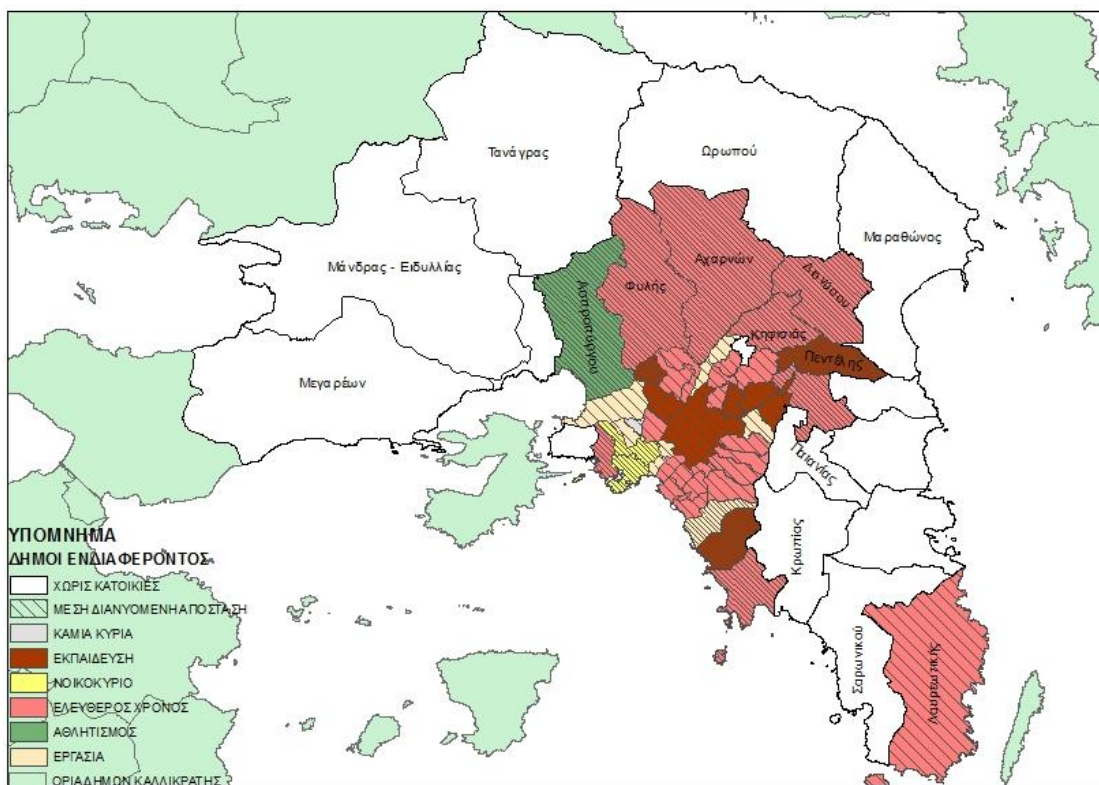 Τανάγρας
Ωρωπού
Μαραθώνος
Μάνδρας - Ειδυλλίας
Αχαρνών
Διονύσου
Φυλής
Ασπροπύργου
Κηφισιάς
Πεντέλης
Μεγαρέων
Παιανίας
Κρωπίας
Σαρωνικού
Λαυρεωτικής
ΥΠΟΜΝΗΜΑ
ΔΗΜΟΙ ΕΝΔΙΑΦΕΡΟΝΤΟΣ
ΧΩΡΙΣ ΚΑΤΟΙΚΙΕΣ
ΜΕΣΗ ΔΙΑΝΥΟΜΕΝΗ ΑΠΟΣΤΑΣΗ
ΚΑΜΙΑ ΚΥΡΙΑ
ΕΚΠΑΙΔΕΥΣΗ
ΝΟΙΚΟΚΥΡΙΟ
ΕΛΕΥΘΕΡΟΣ ΧΡΟΝΟΣ
ΑΘΛΗΤΙΣΜΟΣ
ΕΡΓΑΣΙΑ
ΟΡΙΑ ΔΗΜΩΝ ΚΑΛΛΙΚΡΑΤΗΣ